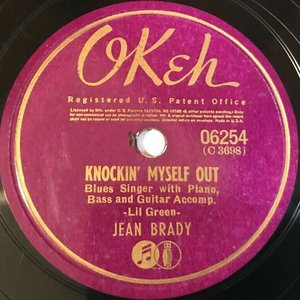 OKeh
Registered U.S. Patent Office
06254
(C 3698)
KNOCKIN' MYSELF OUT
Blues Singer with Piano,
Bass and Guitar Accomp.
-Lil Green-
JEAN BRADY